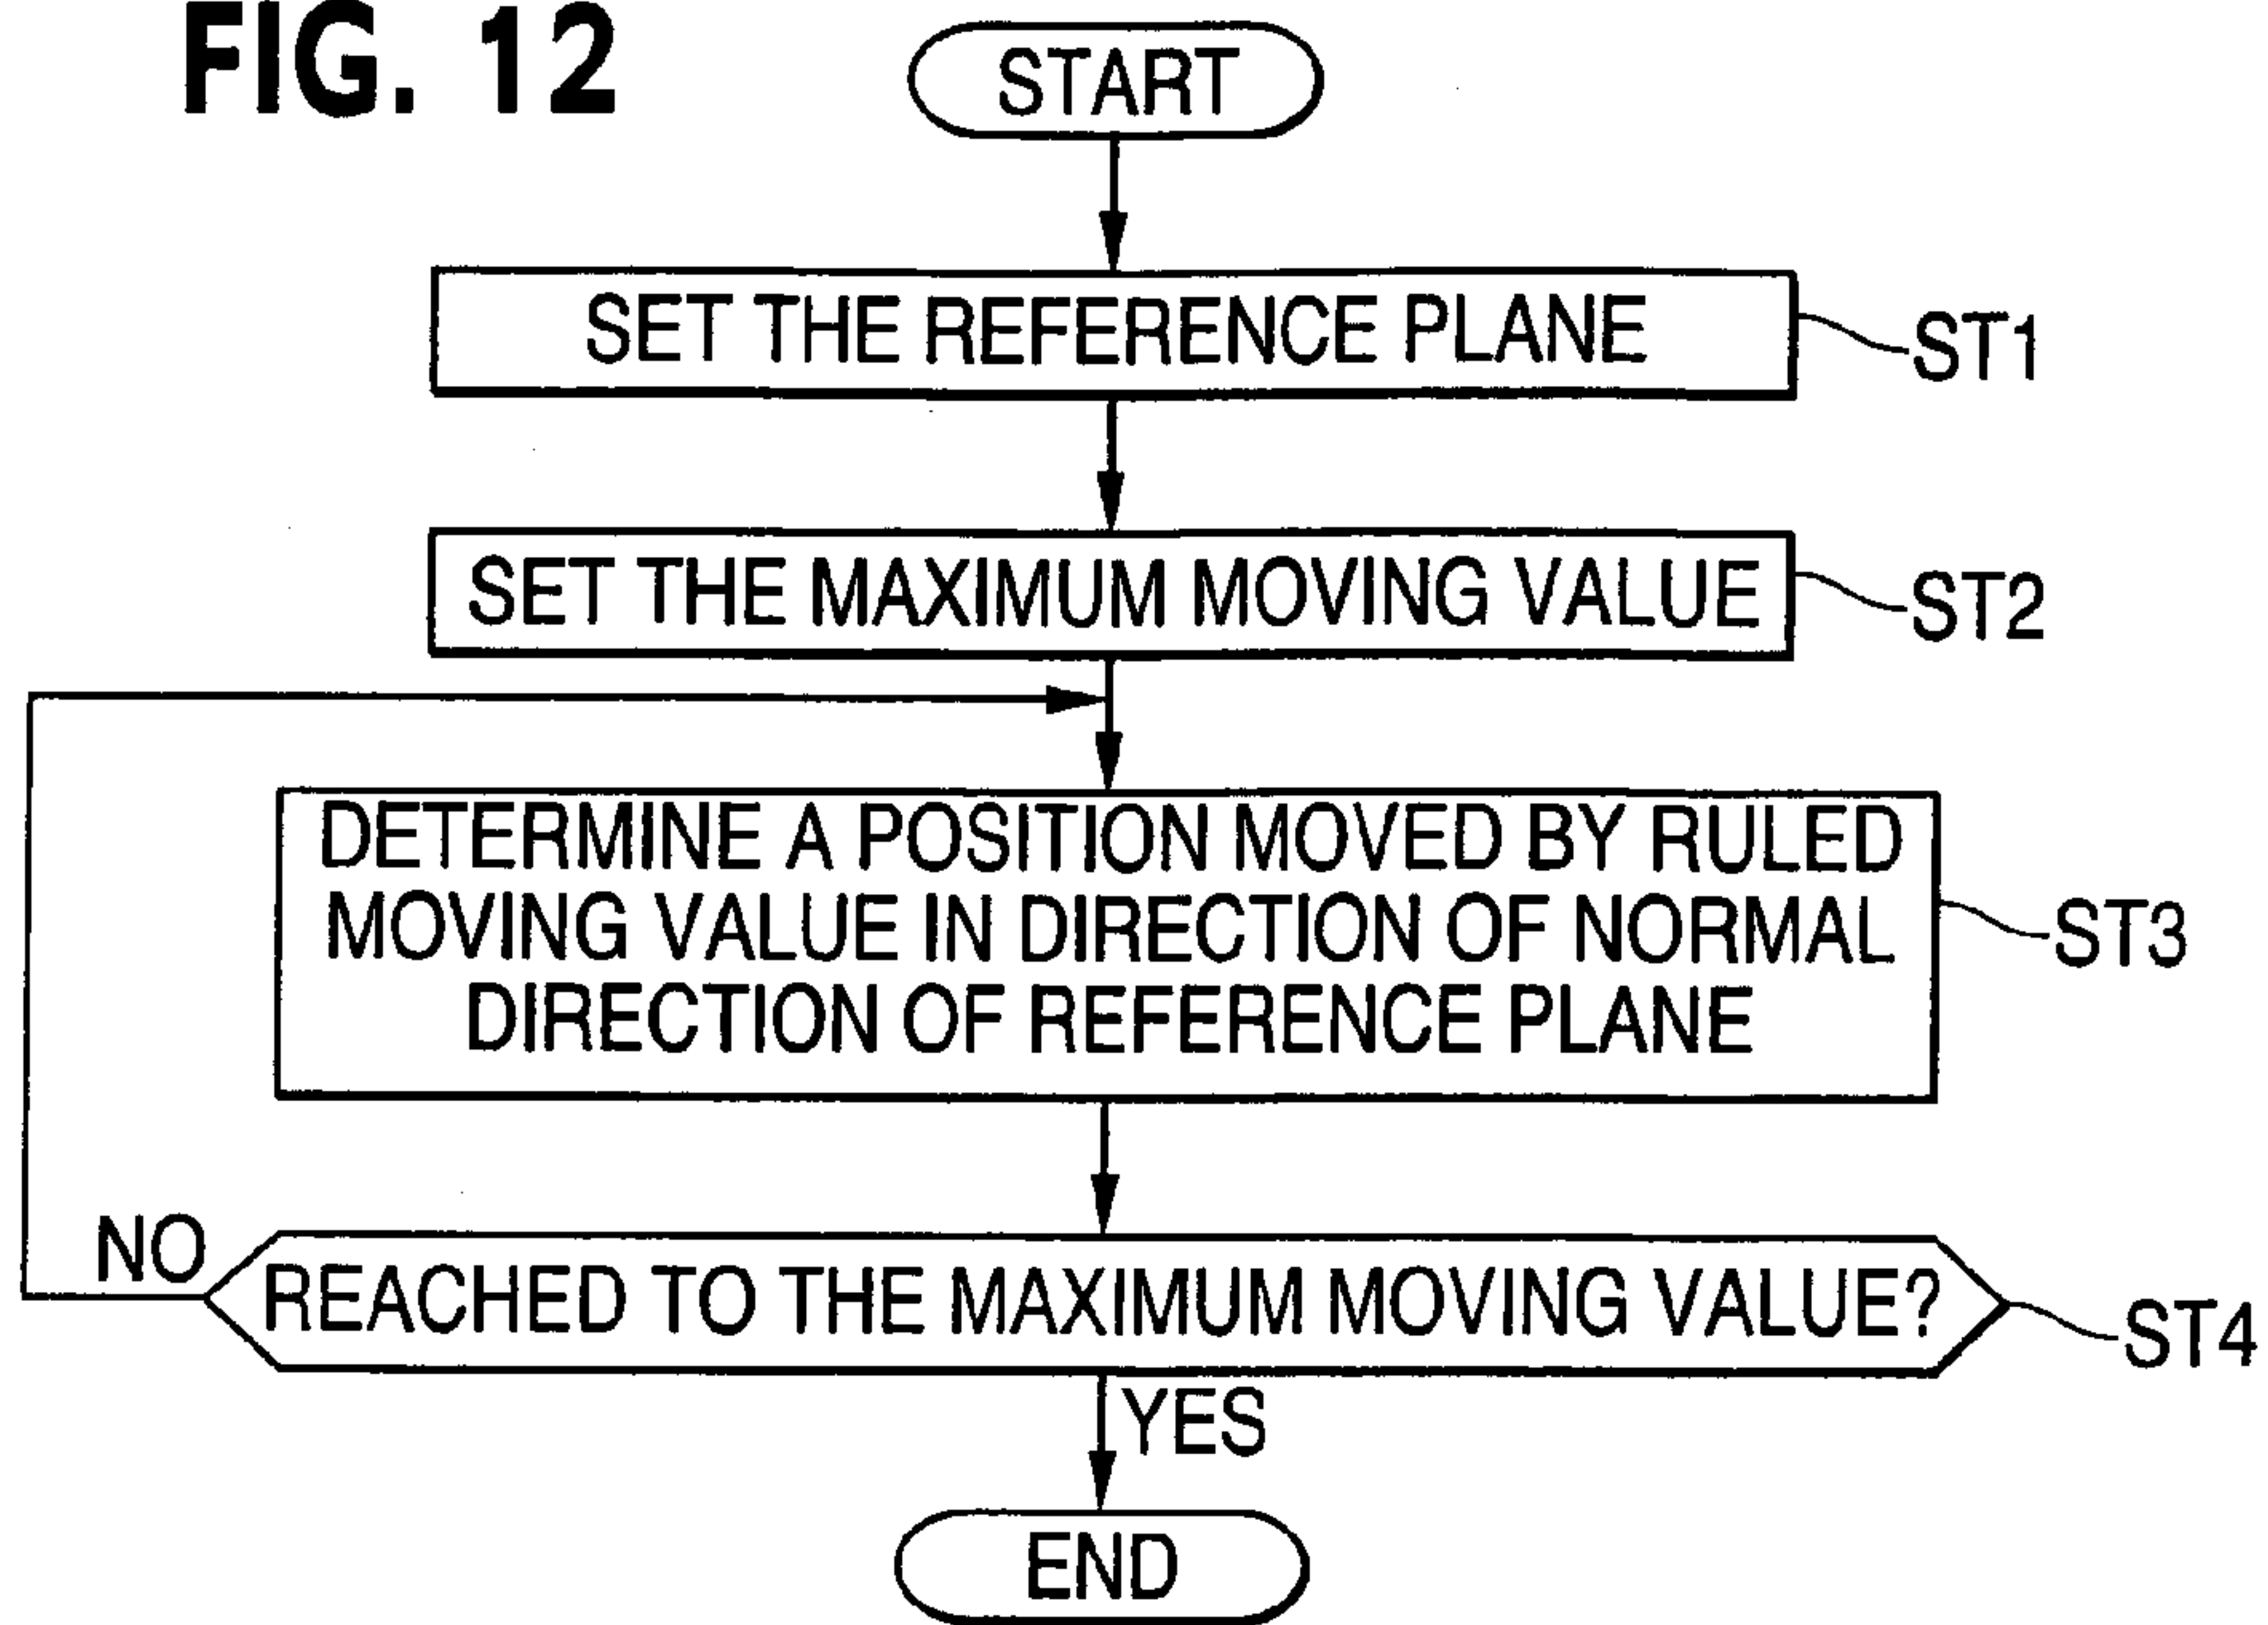 FIG. 12
START
SET THE REFERENCE PLANE
ST1
SET THE MAXIMUM MOVING VALUE
ST2
DETERMINE A POSITION MOVED BY RULED
MOVING VALUE IN DIRECTION OF NORMAL
DIRECTION OF REFERENCE PLANE
ST3
NO
REACHED TO THE MAXIMUM MOVING VALUE?
ST4
YES
END